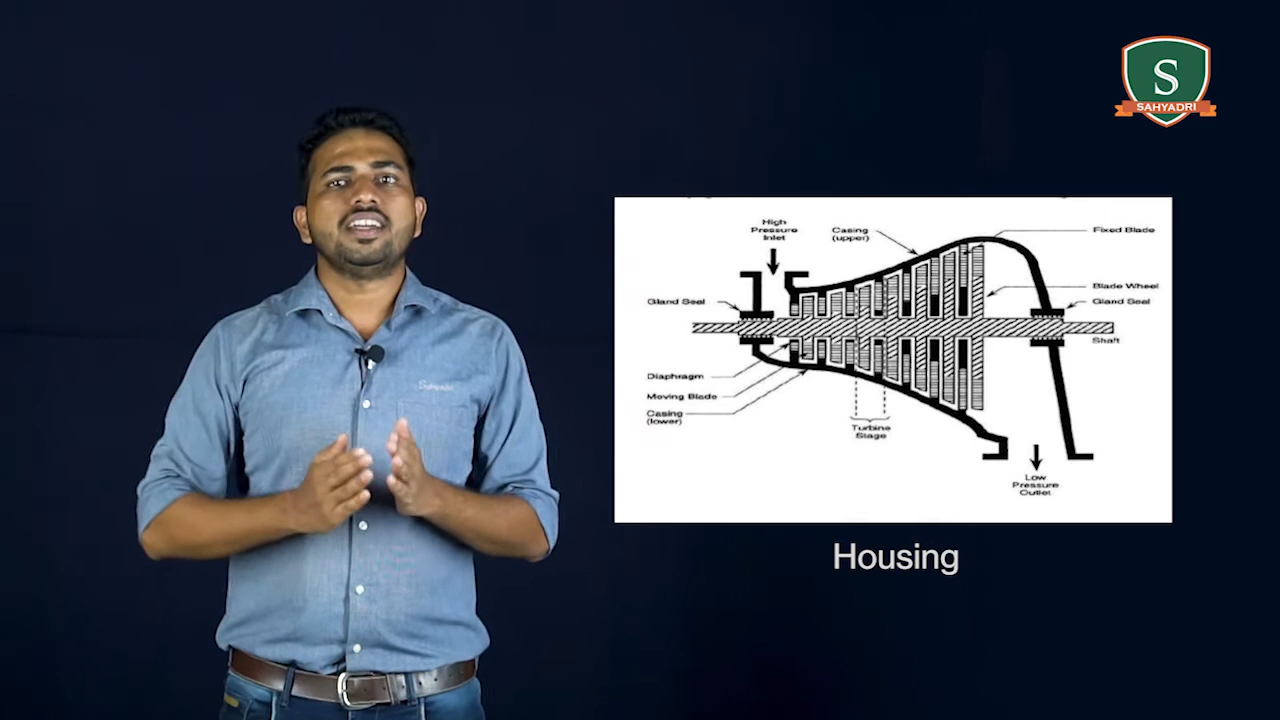 S
SAHYADRI
High
Pressure
Inlet
Casing
(upper)
Fixed Blade
Gland Seal
Blade Wheel
Gland Seal
Shaft
Diaphragm
Moving Blade
Casing
(lower)
Turbine
Stage
Low
Pressure
Outlet
Sahyadri
Housing